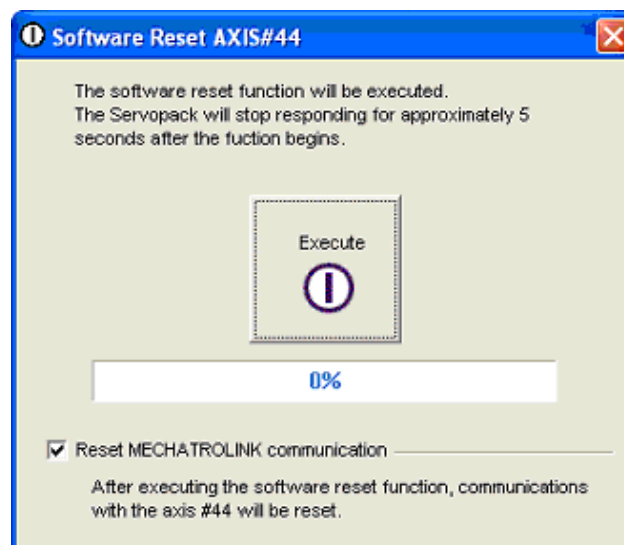 Software Reset AXIS#44
The software reset function will be executed.
The Servopack will stop responding for approximately 5
seconds after the fuction begins.
Execute
0%
Reset MECHATROLINK communication
After executing the software reset function, communications
with the axis #44 will be reset.